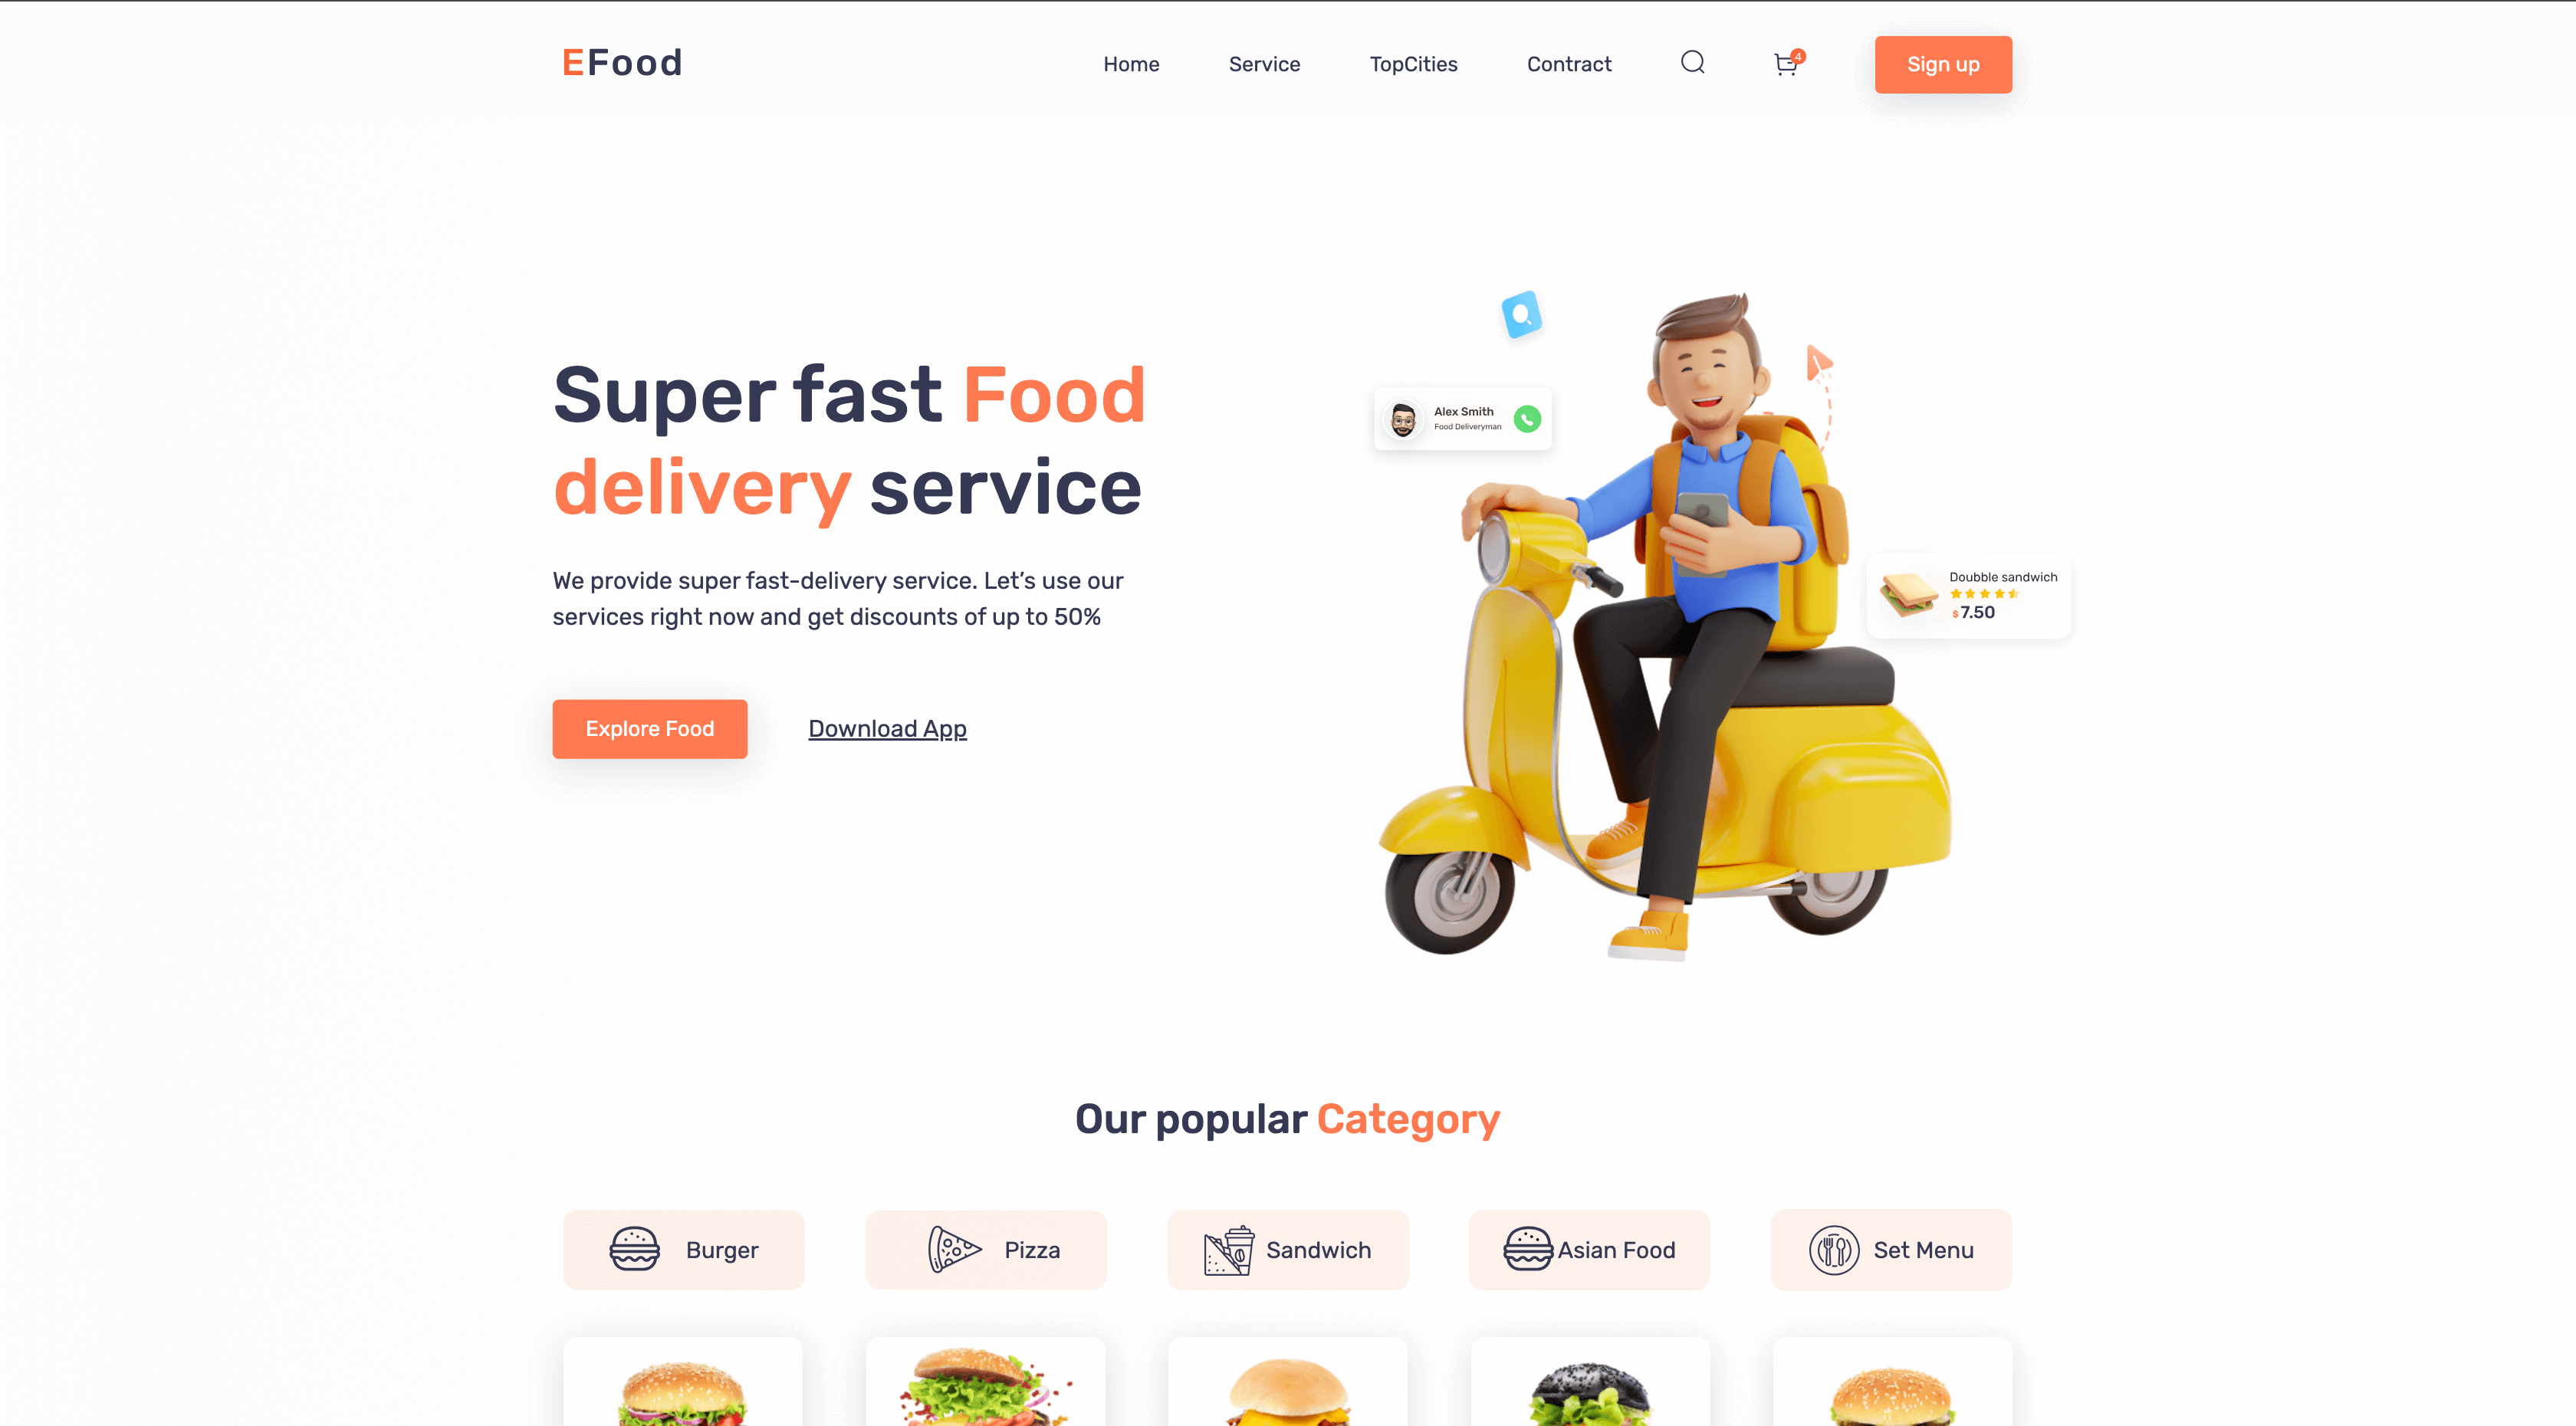 EFood
Home Service TopCities Contract 4 Sign up
Super fast Food
delivery service
We provide super fast-delivery service. Let’s use our
services right now and get discounts of up to 50%
Explore Food Download App
Alex Smith
Food Deliveryman
Doubble sandwich
$7.50
Our popular Category
Burger Pizza Sandwich Asian Food Set Menu